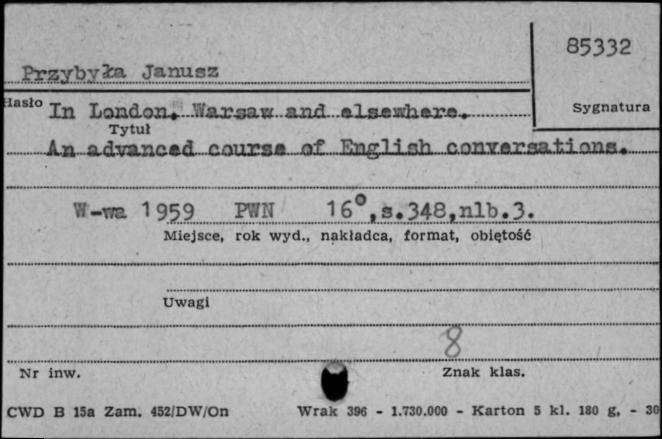 85332
Przybyła Janusz
Hasło
In London, Warsaw and elsewhere.
Sygnatura
Tytuł
An advanced course of English conversations.
W-wa 1959 PWN 16°,s.348,nlb.3.
Miejsce, rok wyd., nakładca, format, objętość
Uwagi
8
Nr inw.
Znak klas.
CWD B 15a Zam. 452/DW/On Wrak 396 - 1.730.000 - Karton 5 kl. 180 g, - 30